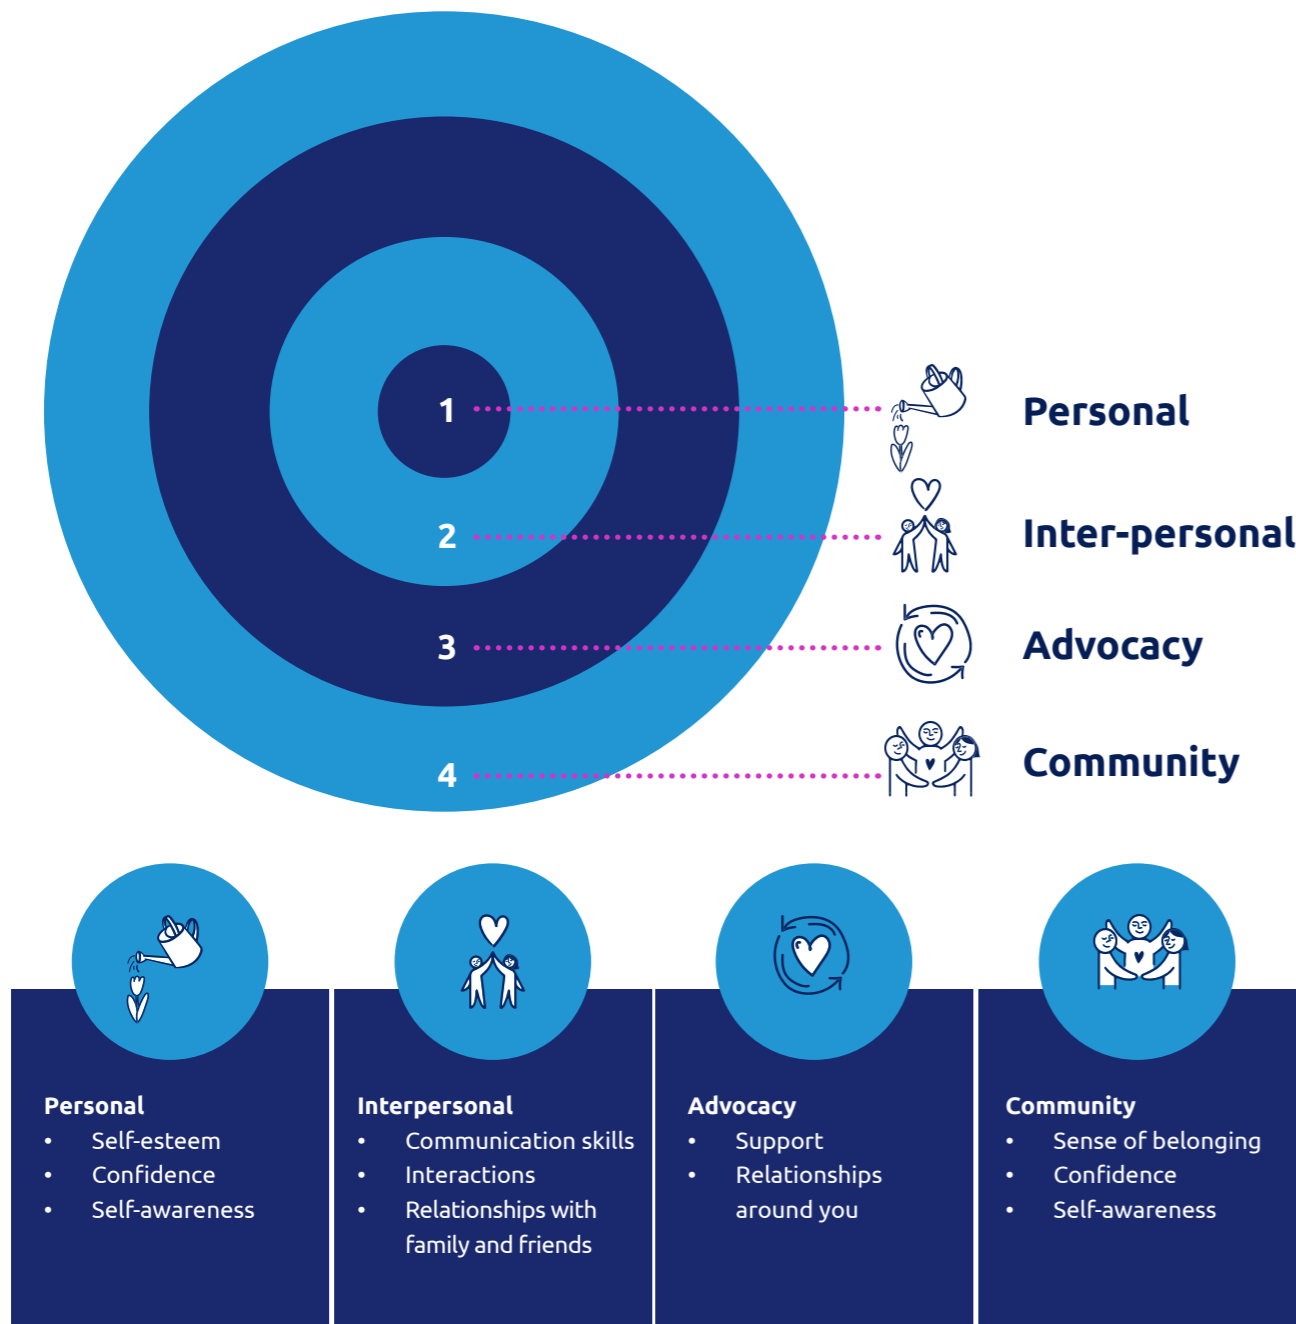 1
Personal
2
Inter-personal
3
Advocacy
4
Community
Personal
• Self-esteem
• Confidence
• Self-awareness
Interpersonal
• Communication skills
• Interactions
• Relationships with
family and friends
Advocacy
• Support
• Relationships
around you
Community
• Sense of belonging
• Confidence
• Self-awareness